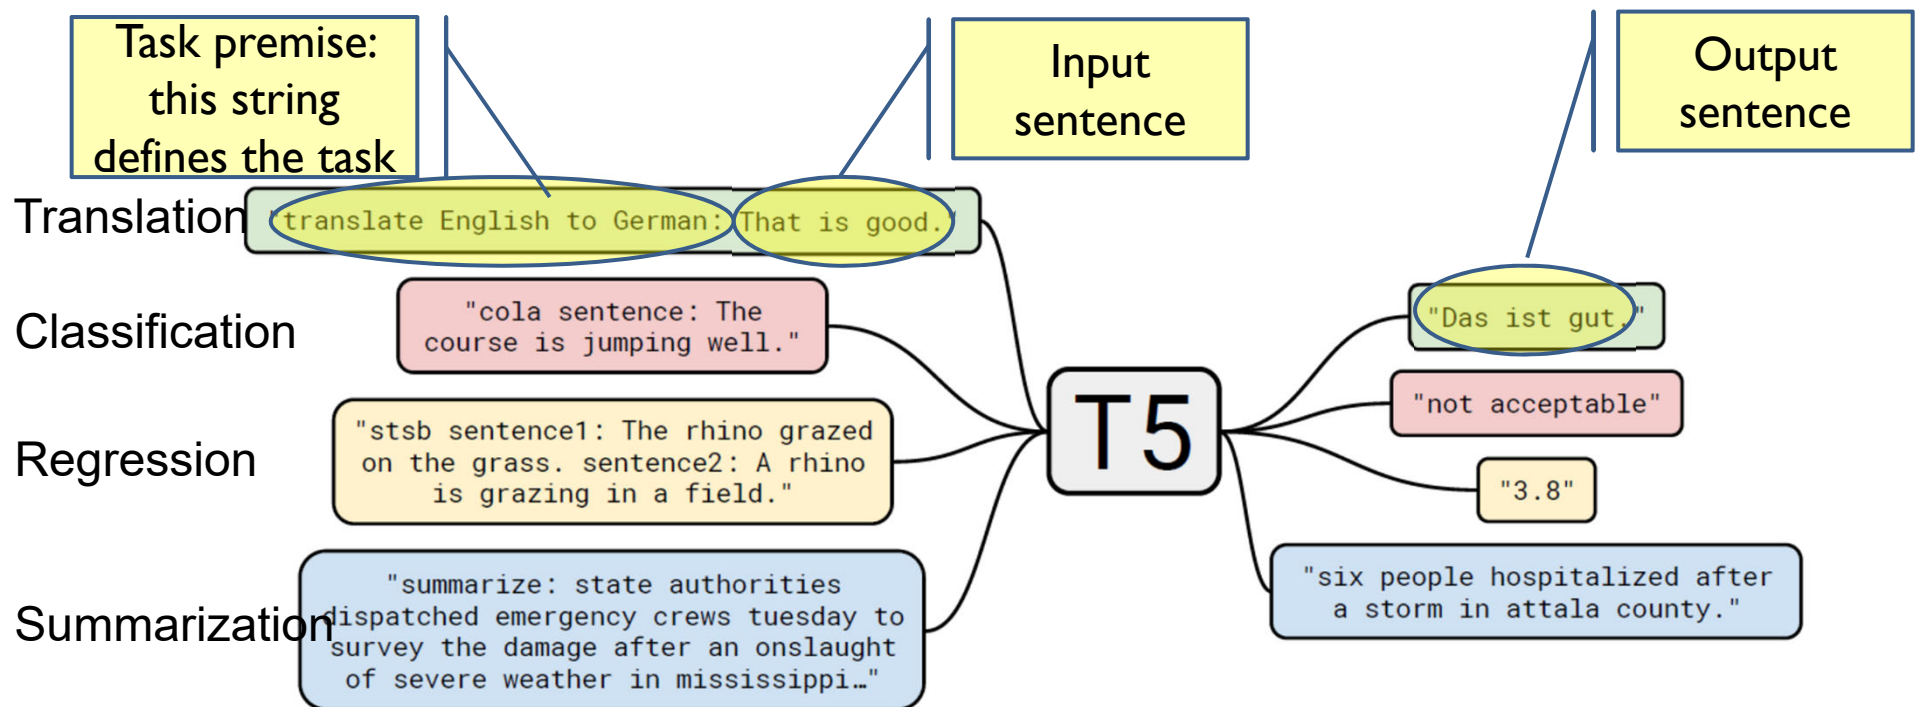 Task premise:
this string
defines the task
Input
sentence
Output
sentence
Translation
"translate English to German: That is good."
"Das ist gut."
Classification
"cola sentence: The
course is jumping well."
"not acceptable"
T5
Regression
"stsb sentence1: The rhino grazed
on the grass. sentence2: A rhino
is grazing in a field."
"3.8"
Summarization
"summarize: state authorities
dispatched emergency crews tuesday to
survey the damage after an onslaught
of severe weather in mississippi…"
"six people hospitalized after
a storm in attala county."